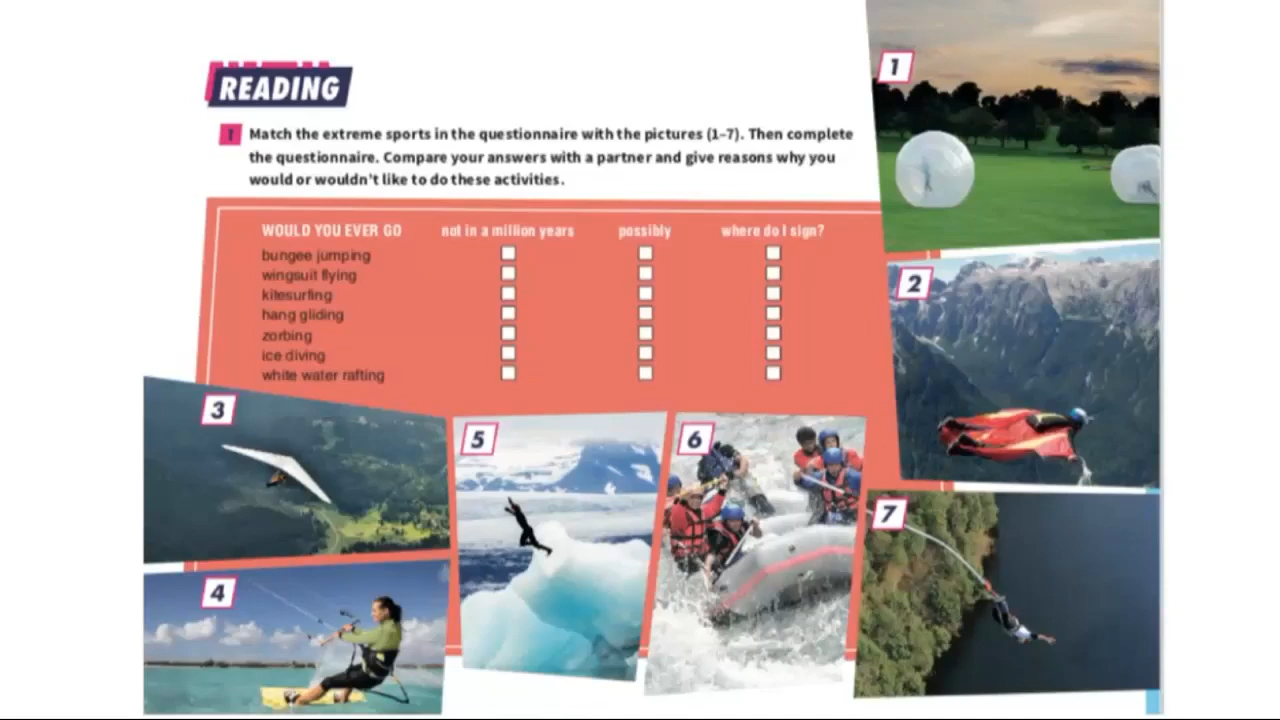 READING
1 Match the extreme sports in the questionnaire with the pictures (1–7). Then complete
the questionnaire. Compare your answers with a partner and give reasons why you
would or wouldn't like to do these activities.
WOULD YOU EVER GO not in a million years possibly where do I sign?
bungee jumping
wingsuit flying
kitesurfing
hang gliding
zorbing
ice diving
white water rafting
1
2
3
4
5
6
7